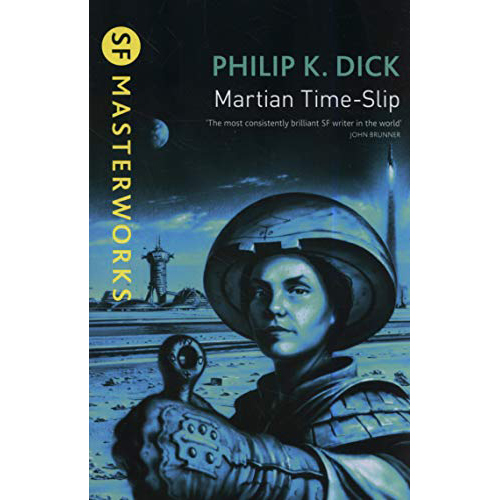 SF MASTERWORKS
PHILIP K. DICK
Martian Time-Slip
'The most consistently brilliant SF writer in the world'
JOHN BRUNNER